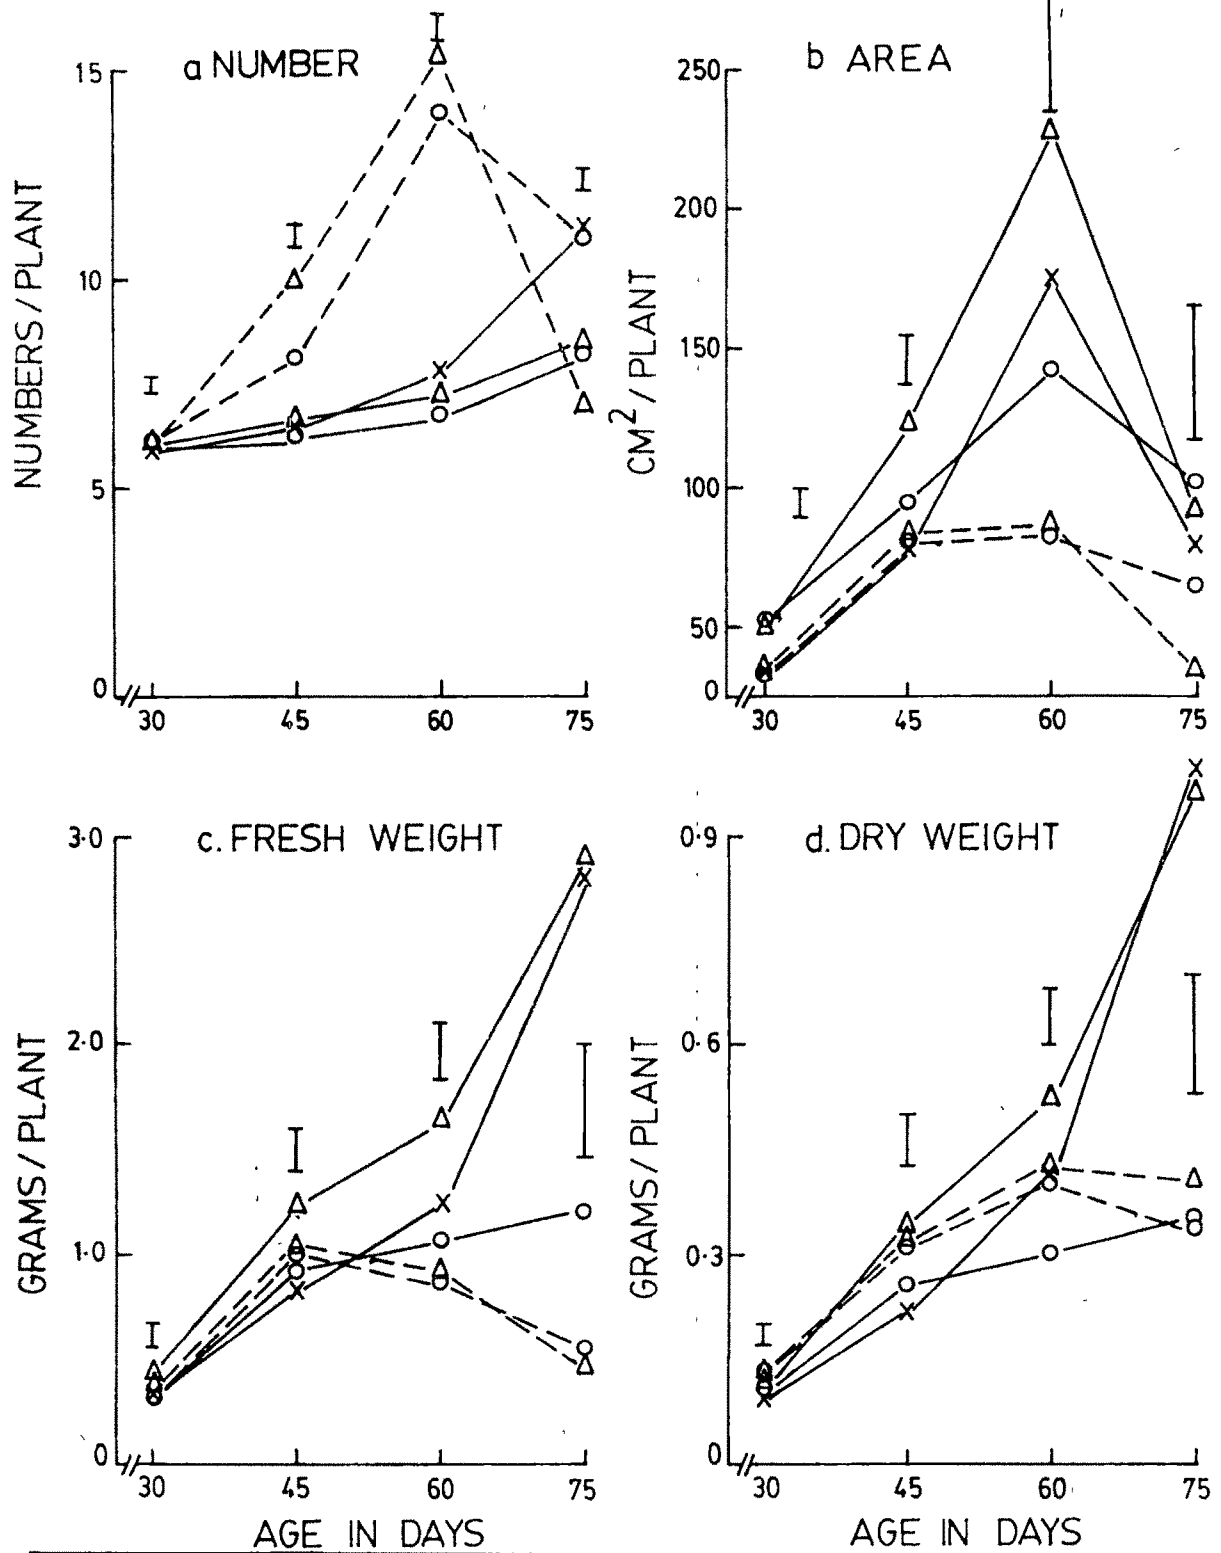 a NUMBER
NUMBERS / PLANT
15
10
5
0
30 45 60 75
b AREA
CM²/ PLANT
250
200
150
100
50
0
30 45 60 75
c. FRESH WEIGHT
GRAMS / PLANT
3·0
2·0
1·0
0
30 45 60 75
AGE IN DAYS
d. DRY WEIGHT
GRAMS / PLANT
0·9
0·6
0·3
0
30 45 60 75
AGE IN DAYS